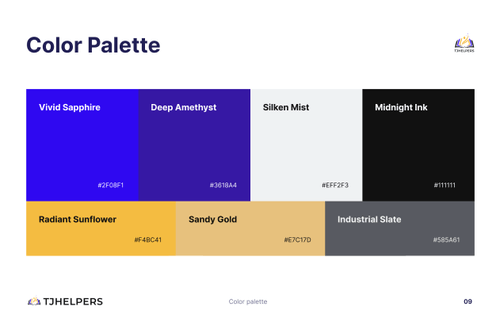 Color Palette
TJHELPERS
Vivid Sapphire
Deep Amethyst
Silken Mist
Midnight Ink
#2F08F1
#3618A4
#EFF2F3
#111111
Radiant Sunflower
Sandy Gold
Industrial Slate
#F4BC41
#E7C17D
#585A61
TJHELPERS
Color palette
09